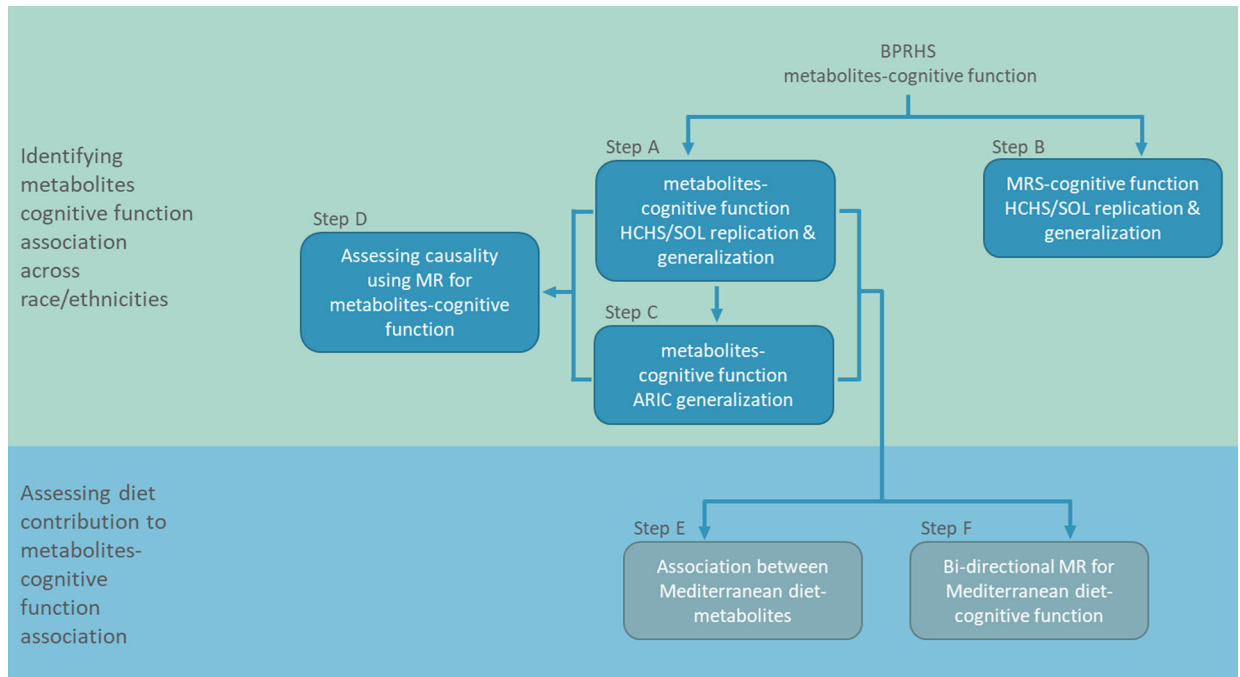 BPRHS
metabolites-cognitive function
Identifying
metabolites
cognitive function
association
across
race/ethnicities
Step A
metabolites-
cognitive function
HCHS/SOL replication &
generalization
Step B
MRS-cognitive function
HCHS/SOL replication &
generalization
Step D
Assessing causality
using MR for
metabolites-cognitive
function
Step C
metabolites-
cognitive function
ARIC generalization
Assessing diet
contribution to
metabolites-
cognitive
function
association
Step E
Association between
Mediterranean diet-
metabolites
Step F
Bi-directional MR for
Mediterranean diet-
cognitive function